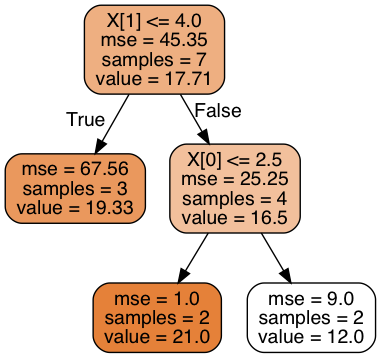 X[1] <= 4.0
mse = 45.35
samples = 7
value = 17.71
True
False
mse = 67.56
samples = 3
value = 19.33
X[0] <= 2.5
mse = 25.25
samples = 4
value = 16.5
mse = 1.0
samples = 2
value = 21.0
mse = 9.0
samples = 2
value = 12.0